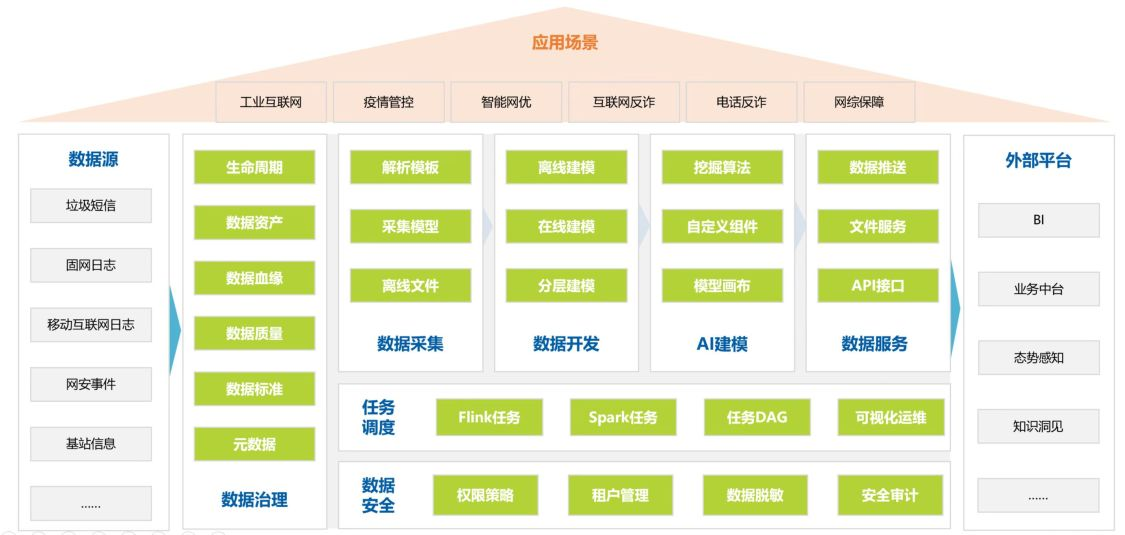 应用场景
工业互联网
疫情管控
智能网优
互联网反诈
电话反诈
网综保障
数据源
垃圾短信
固网日志
移动互联网日志
网安事件
基站信息
......
生命周期
数据资产
数据血缘
数据质量
数据标准
元数据
数据治理
解析模板
采集模型
离线文件
数据采集
离线建模
在线建模
分层建模
数据开发
挖掘算法
自定义组件
模型画布
AI建模
数据推送
文件服务
API接口
数据服务
任务
调度
Flink任务
Spark任务
任务DAG
可视化运维
数据
安全
权限策略
租户管理
数据脱敏
安全审计
外部平台
BI
业务中台
态势感知
知识洞见
......